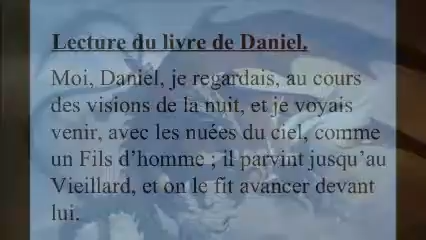 Lecture du livre de Daniel.
Moi, Daniel, je regardais, au cours
des visions de la nuit, et je voyais
venir, avec les nuées du ciel, comme
un Fils d’homme ; il parvint jusqu’au
Vieillard, et on le fit avancer devant
lui.